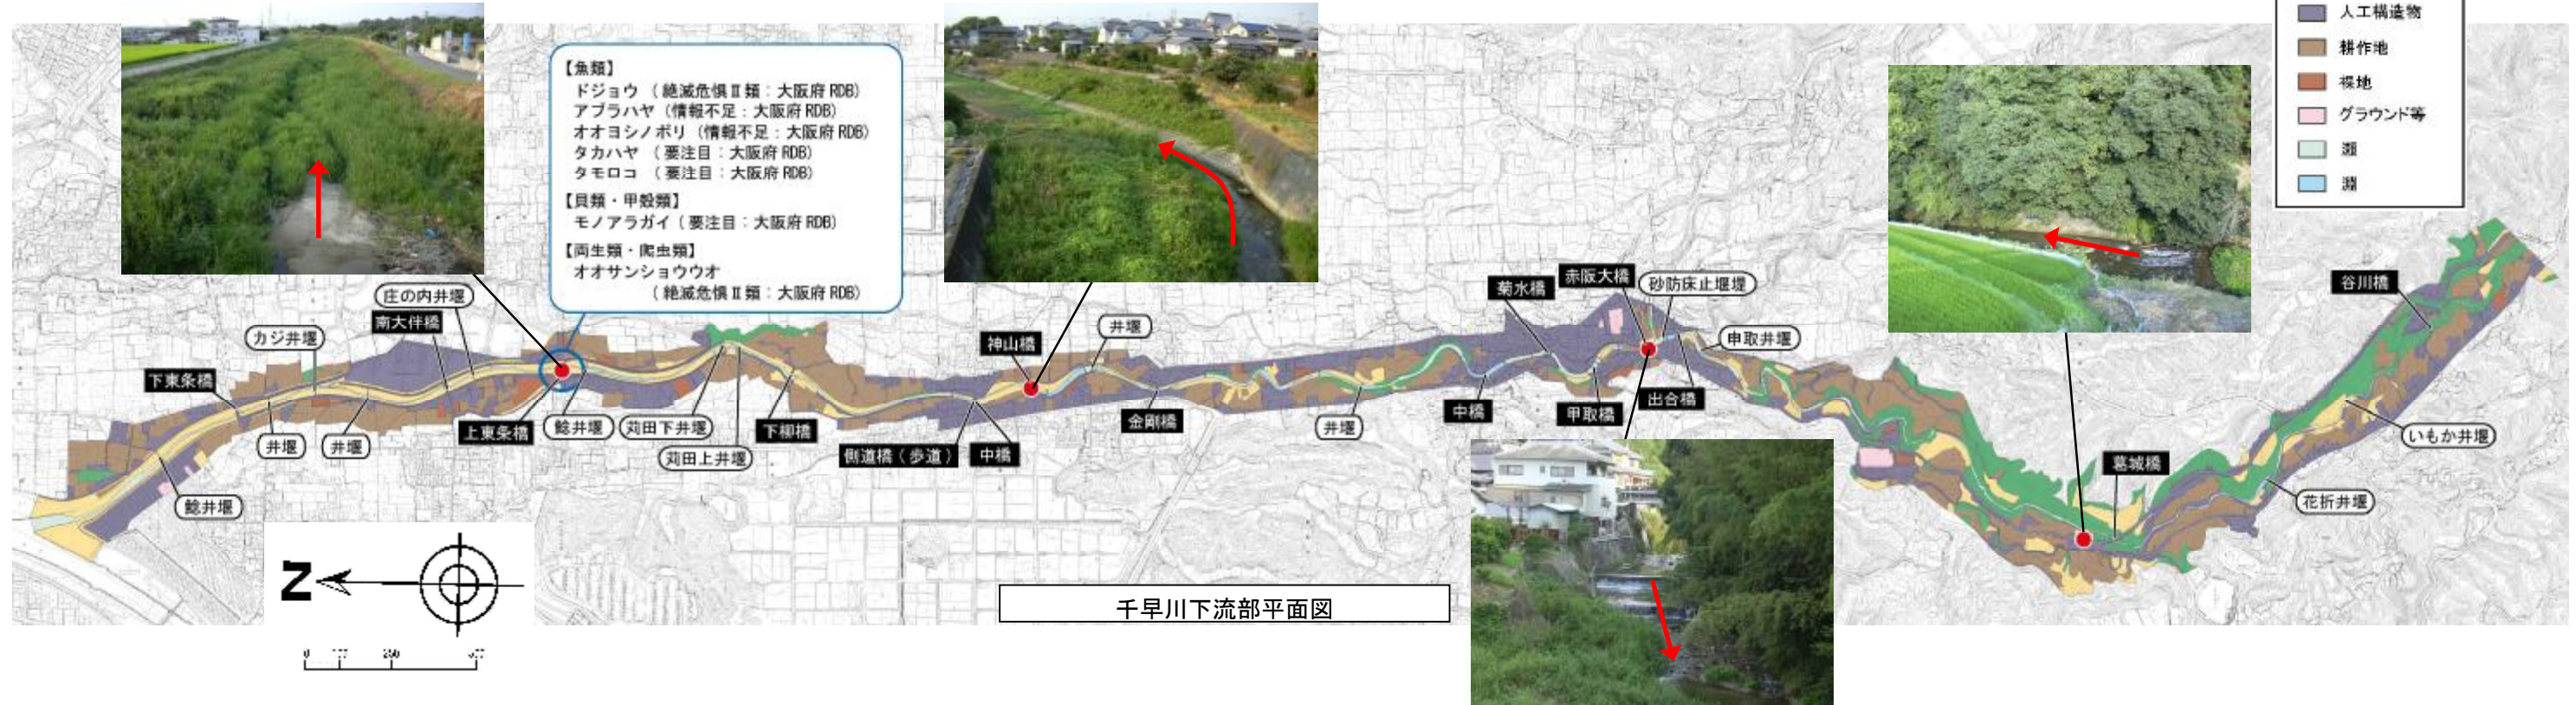 人工構造物
耕作地
裸地
グラウンド等
瀬
淵
【魚類】
ドジョウ（絶滅危惧Ⅱ類：大阪府RDB）
アブラハヤ（情報不足：大阪府RDB）
オオヨシノボリ（情報不足：大阪府RDB）
タカハヤ（要注目：大阪府RDB）
タモロコ（要注目：大阪府RDB）
【貝類・甲殻類】
モノアラガイ（要注目：大阪府RDB）
【両生類・爬虫類】
オオサンショウウオ
（絶滅危惧Ⅱ類：大阪府RDB）
庄の内井堰
南大伴橋
カジ井堰
下東条橋
鯰井堰
井堰
井堰
上東条橋
鯰井堰
苅田下井堰
苅田上井堰
下柳橋
側道橋（歩道）
中橋
神山橋
井堰
金剛橋
井堰
中橋
菊水橋
赤阪大橋
砂防床止堰堤
申取井堰
甲取橋
出合橋
葛城橋
谷川橋
いもか井堰
花折井堰
Z
千早川下流部平面図